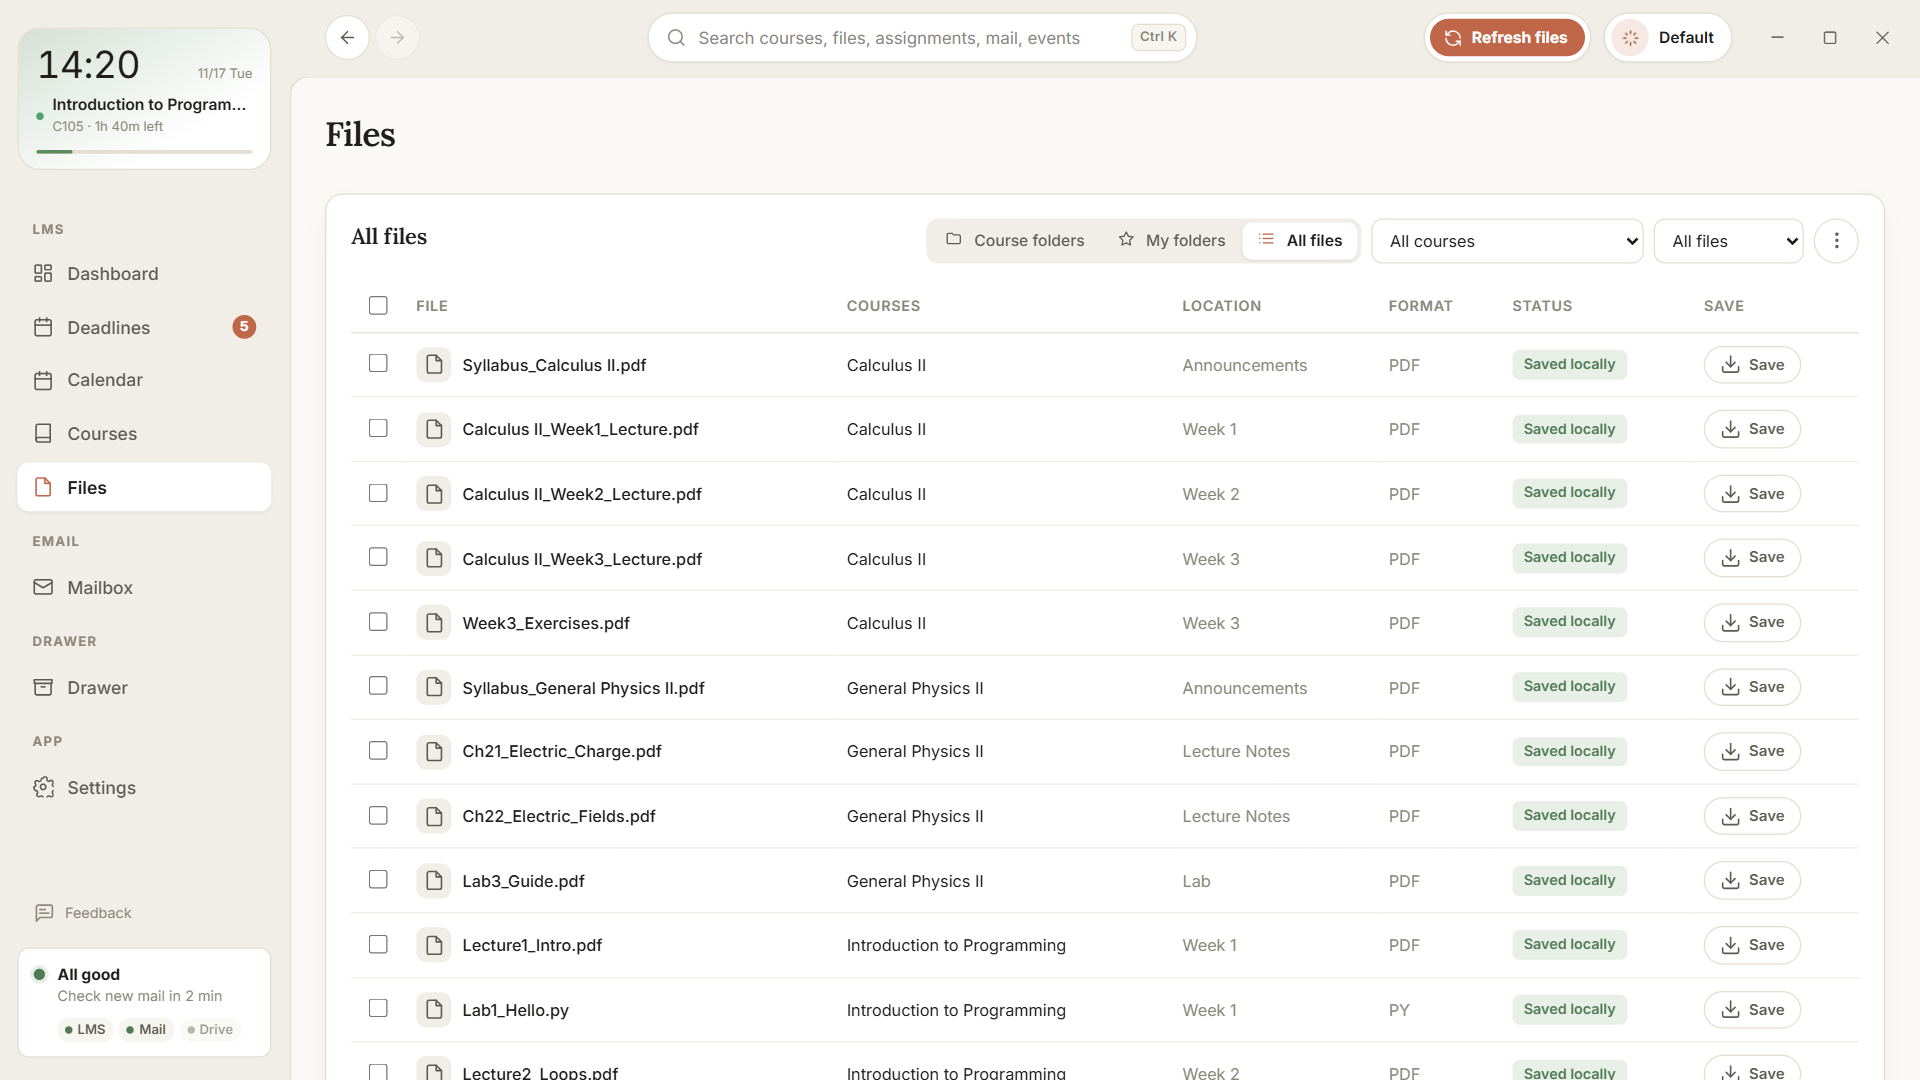 14:20
11/17 Tue
Introduction to Program...
C105 · 1h 40m left
LMS
Dashboard
Deadlines
5
Calendar
Courses
Files
EMAIL
Mailbox
DRAWER
Drawer
APP
Settings
Feedback
All good
Check new mail in 2 min
LMS Mail Drive
Search courses, files, assignments, mail, events
Ctrl K
Refresh files
Default
Files
All files
Course folders
My folders
All files
All courses
All files
FILE COURSES LOCATION FORMAT STATUS SAVE
Syllabus_Calculus II.pdf Calculus II Announcements PDF Saved locally Save
Calculus II_Week1_Lecture.pdf Calculus II Week 1 PDF Saved locally Save
Calculus II_Week2_Lecture.pdf Calculus II Week 2 PDF Saved locally Save
Calculus II_Week3_Lecture.pdf Calculus II Week 3 PDF Saved locally Save
Week3_Exercises.pdf Calculus II Week 3 PDF Saved locally Save
Syllabus_General Physics II.pdf General Physics II Announcements PDF Saved locally Save
Ch21_Electric_Charge.pdf General Physics II Lecture Notes PDF Saved locally Save
Ch22_Electric_Fields.pdf General Physics II Lecture Notes PDF Saved locally Save
Lab3_Guide.pdf General Physics II Lab PDF Saved locally Save
Lecture1_Intro.pdf Introduction to Programming Week 1 PDF Saved locally Save
Lab1_Hello.py Introduction to Programming Week 1 PY Saved locally Save
Lecture2_Loops.pdf Introduction to Programming Week 2 PDF Saved locally Save